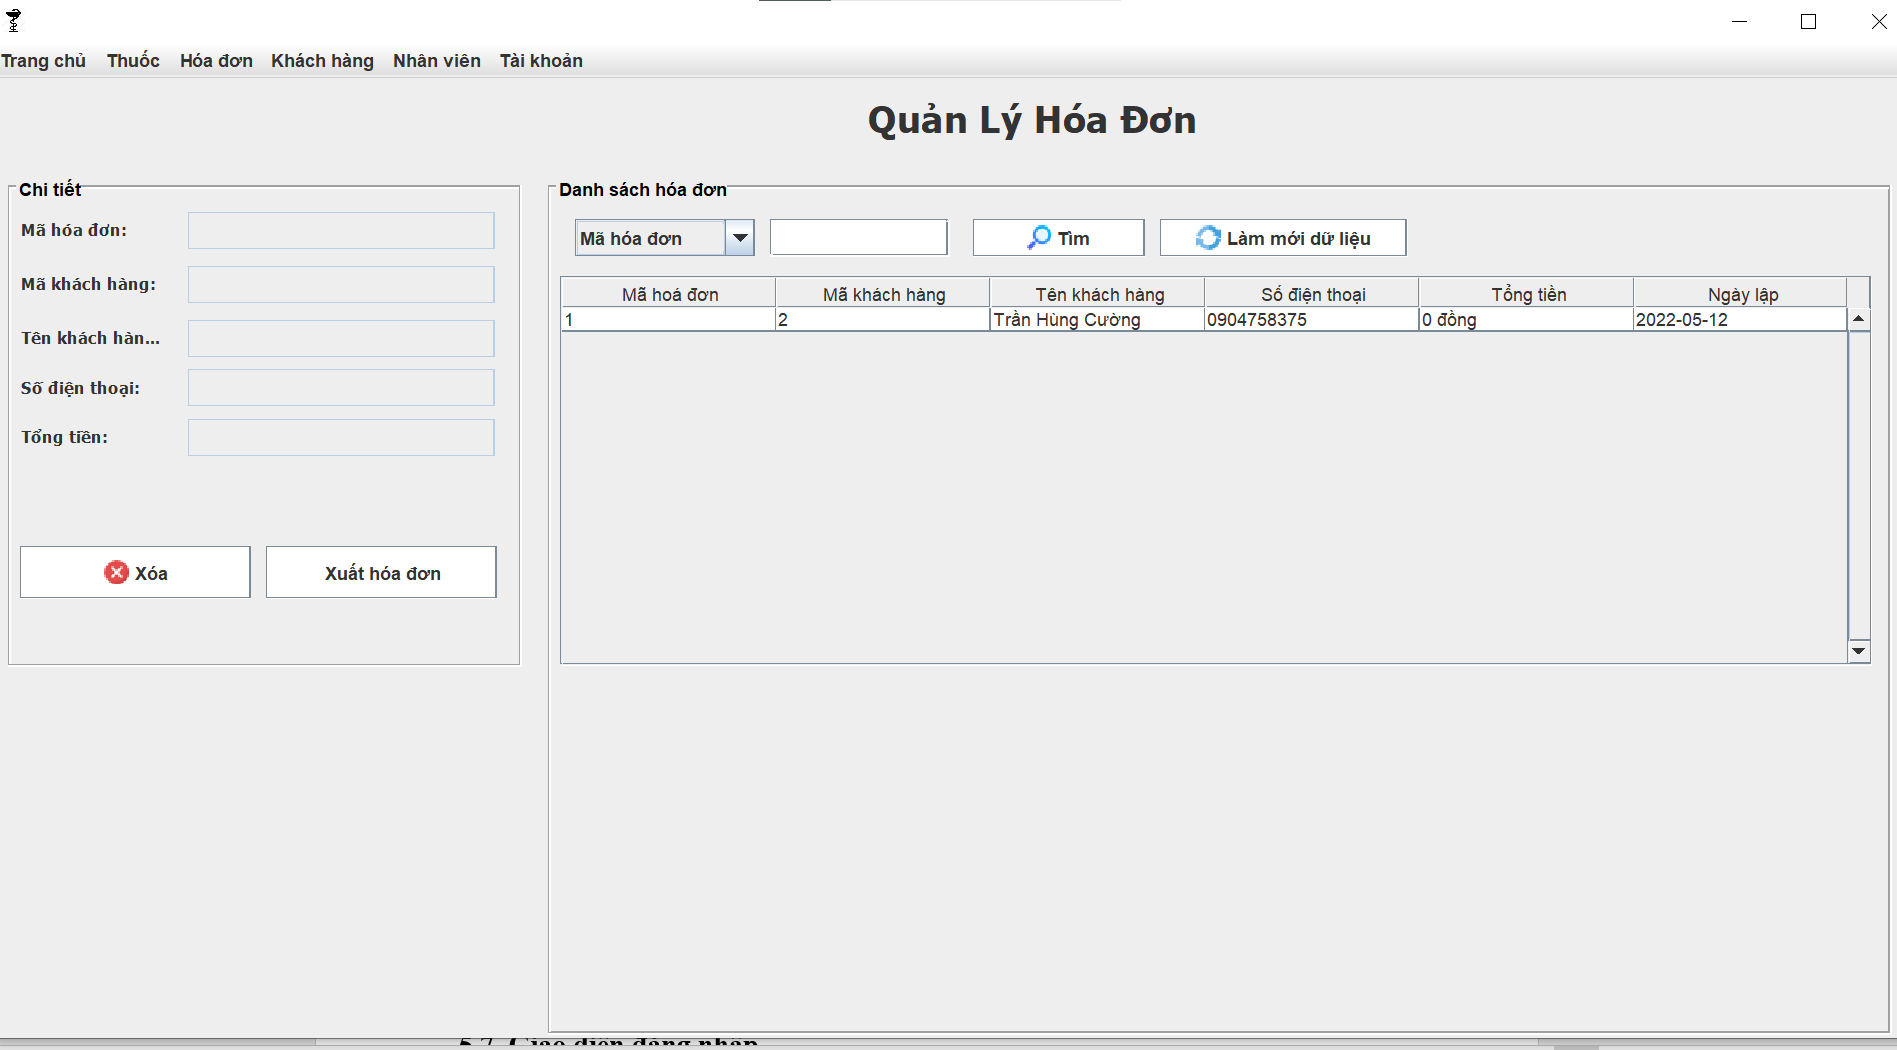 Trang chủ Thuốc Hóa đơn Khách hàng Nhân viên Tài khoản
Quản Lý Hóa Đơn
Chi tiết
Mã hóa đơn:
Mã khách hàng:
Tên khách hàn...
Số điện thoại:
Tổng tiền:
Xóa Xuất hóa đơn
Danh sách hóa đơn
Mã hóa đơn Tìm Làm mới dữ liệu
Mã hoá đơn Mã khách hàng Tên khách hàng Số điện thoại Tổng tiền Ngày lập
1 2 Trần Hùng Cường 0904758375 0 đồng 2022-05-12